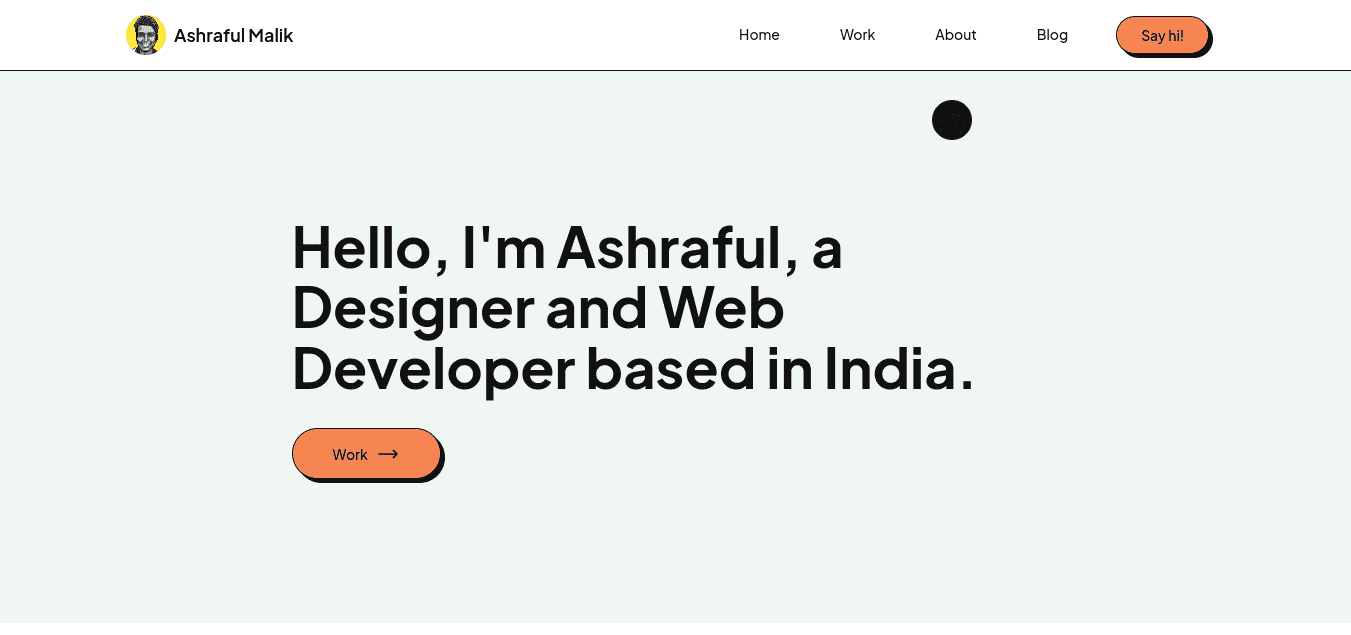 Ashraful Malik
Home
Work
About
Blog
Say hi!
Hello, I'm Ashraful, a
Designer and Web
Developer based in India.
Work